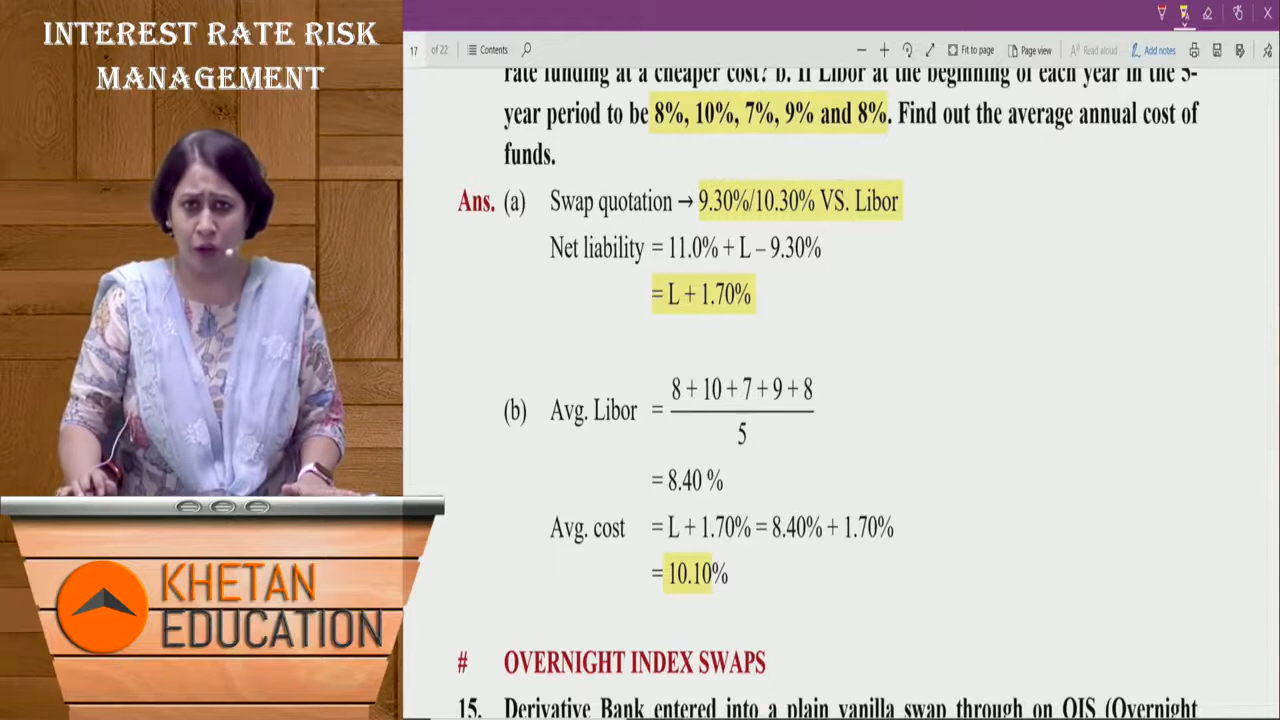 INTEREST RATE RISK
MANAGEMENT
17 of 22
Contents
Fit to page
Page view
Read aloud
Add notes
rate funding at a cheaper cost? b. If Libor at the beginning of each year in the 5-
year period to be 8%, 10%, 7%, 9% and 8%. Find out the average annual cost of
funds.
Ans. (a) Swap quotation → 9.30%/10.30% VS. Libor
Net liability = 11.0% + L – 9.30%
= L + 1.70%
(b) Avg. Libor = 8 + 10 + 7 + 9 + 8
5
= 8.40 %
Avg. cost = L + 1.70% = 8.40% + 1.70%
= 10.10%
# OVERNIGHT INDEX SWAPS
15. Derivative Bank entered into a plain vanilla swap through on OIS (Overnight
KHETAN
EDUCATION